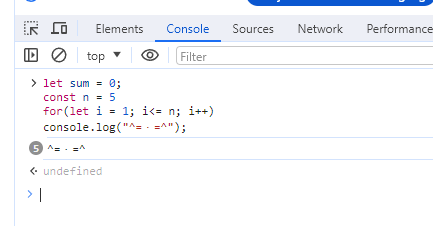 Elements Console Sources Network Performance
top Filter
> let sum = 0;
const n = 5
for(let i = 1; i<= n; i++)
console.log("^= · =^");
5 ^= · =^
<· undefined
>